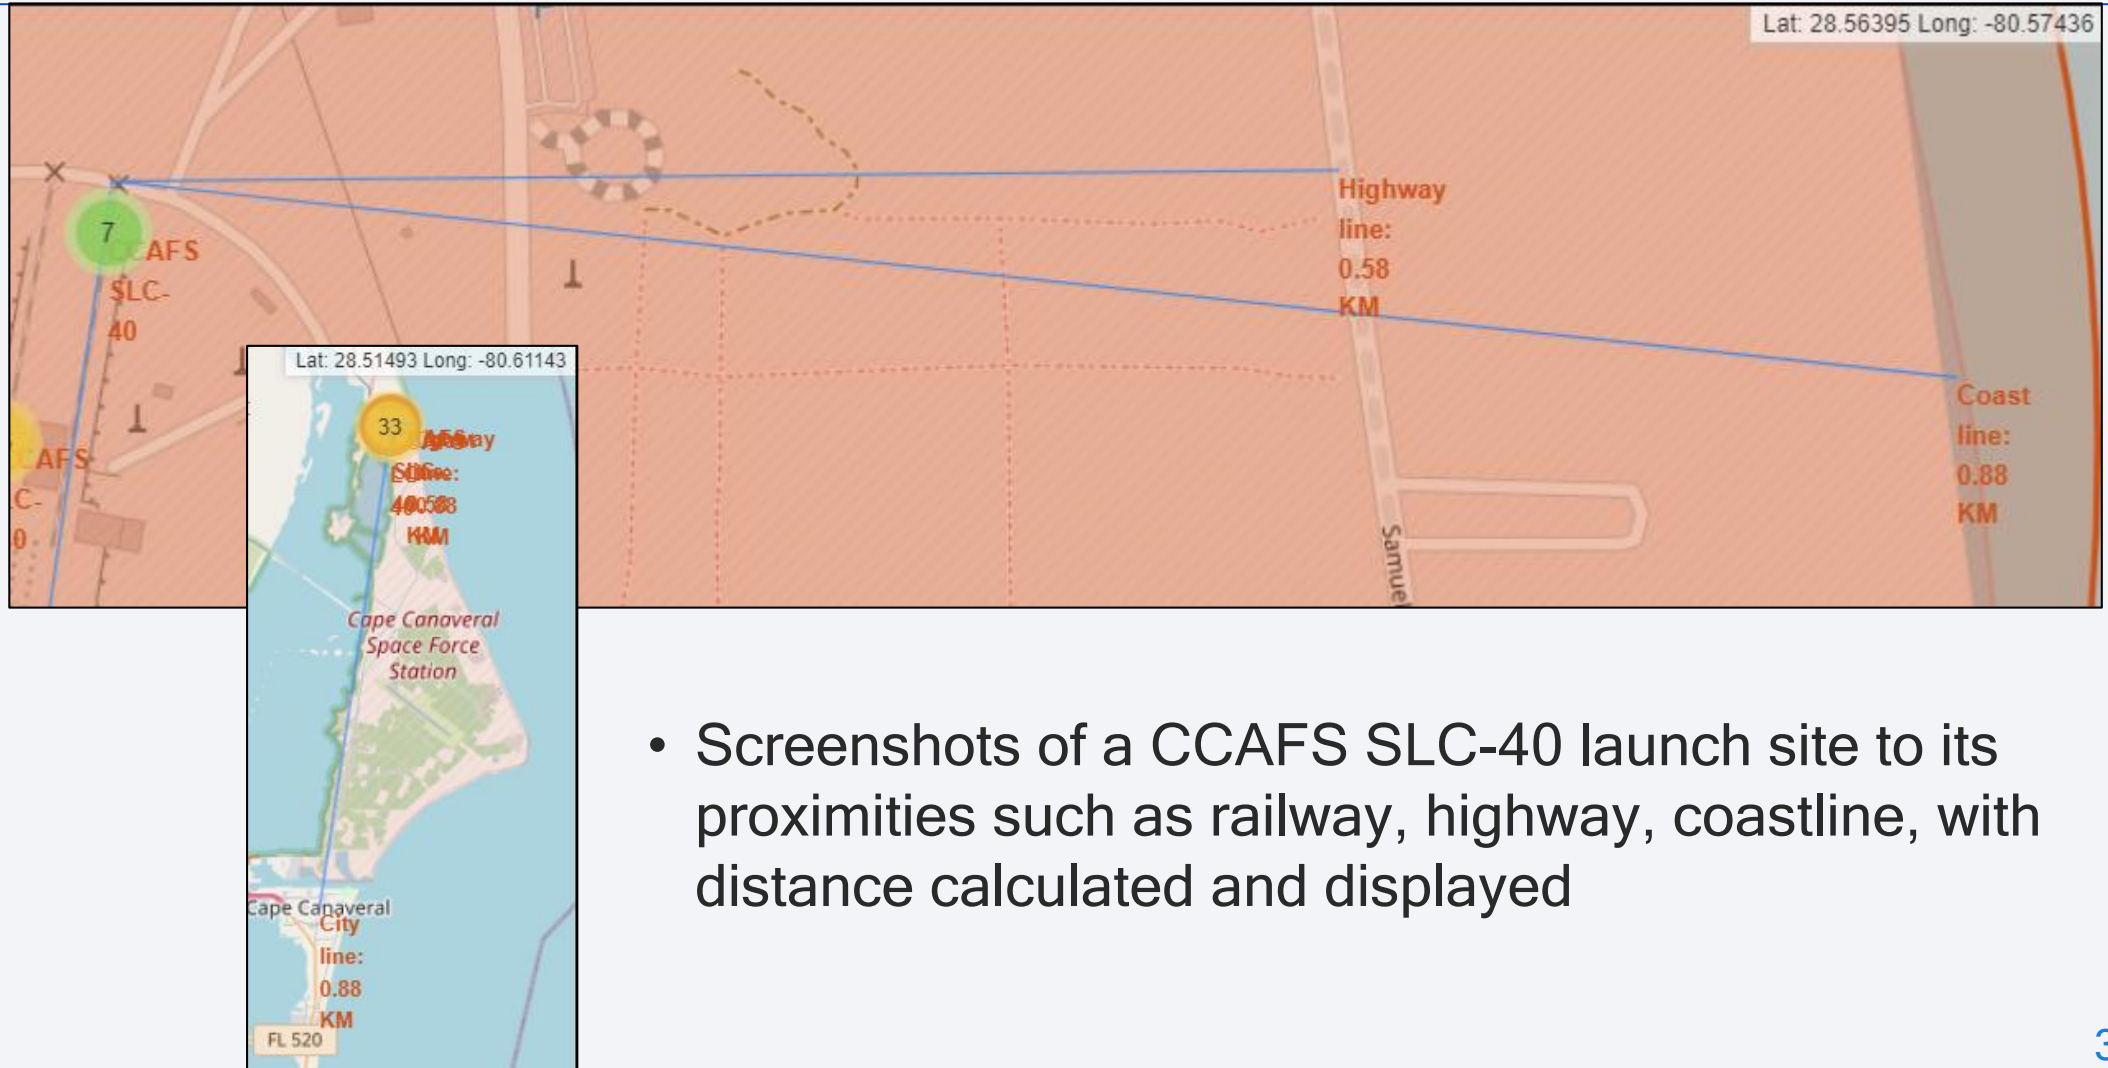 Lat: 28.56395 Long: -80.57436
Highway
line:
0.58
KM
7
CCAFS
SLC-
40
Coast
line:
0.88
KM
Samuel
Lat: 28.51493 Long: -80.61143
33
KM
Cape Canaveral
Space Force
Station
Cape Canaveral
City
line:
0.88
KM
FL 520
• Screenshots of a CCAFS SLC-40 launch site to its
proximities such as railway, highway, coastline, with
distance calculated and displayed